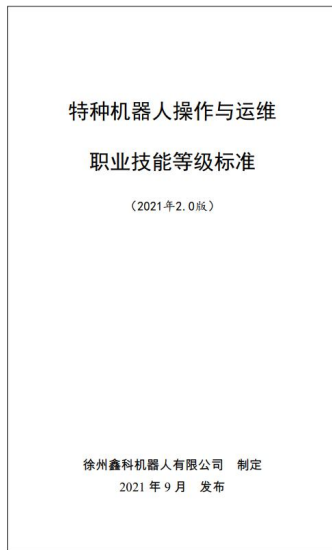 特种机器人操作与运维
职业技能等级标准
（2021年2.0版）
徐州鑫科机器人有限公司　制定
2021 年 9 月　发布